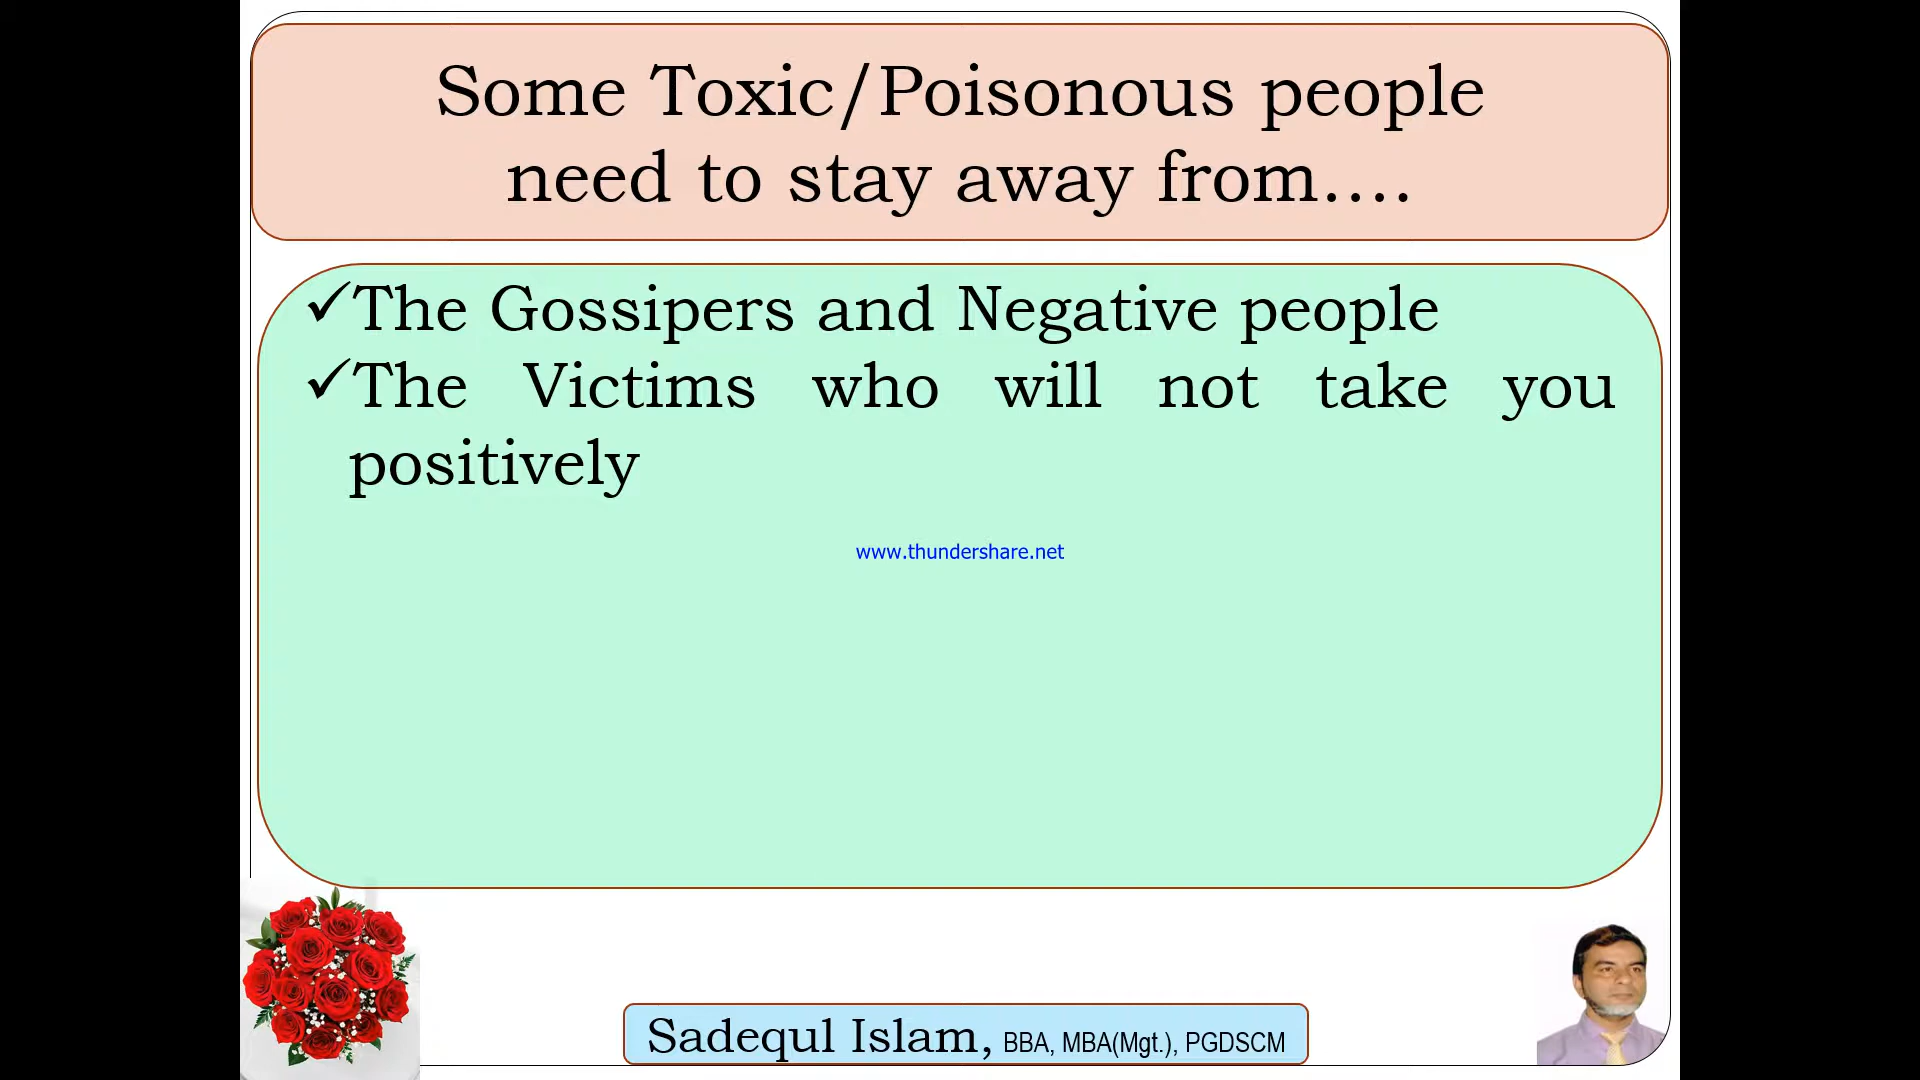 Some Toxic/Poisonous people
need to stay away from....
✓The Gossipers and Negative people
✓The Victims who will not take you
positively
www.thundershare.net
Sadequl Islam, BBA, MBA(Mgt.), PGDSCM